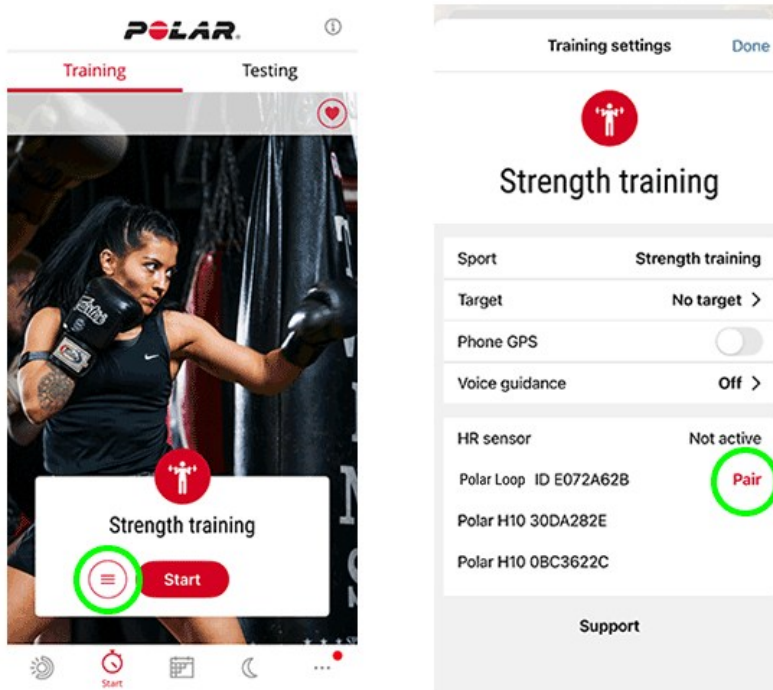 POLAR.
Training Testing
Strength training
Start
Start
Training settings Done
Strength training
Sport Strength training
Target No target >
Phone GPS
Voice guidance Off >
HR sensor Not active
Polar Loop ID E072A62B Pair
Polar H10 30DA282E
Polar H10 0BC3622C
Support